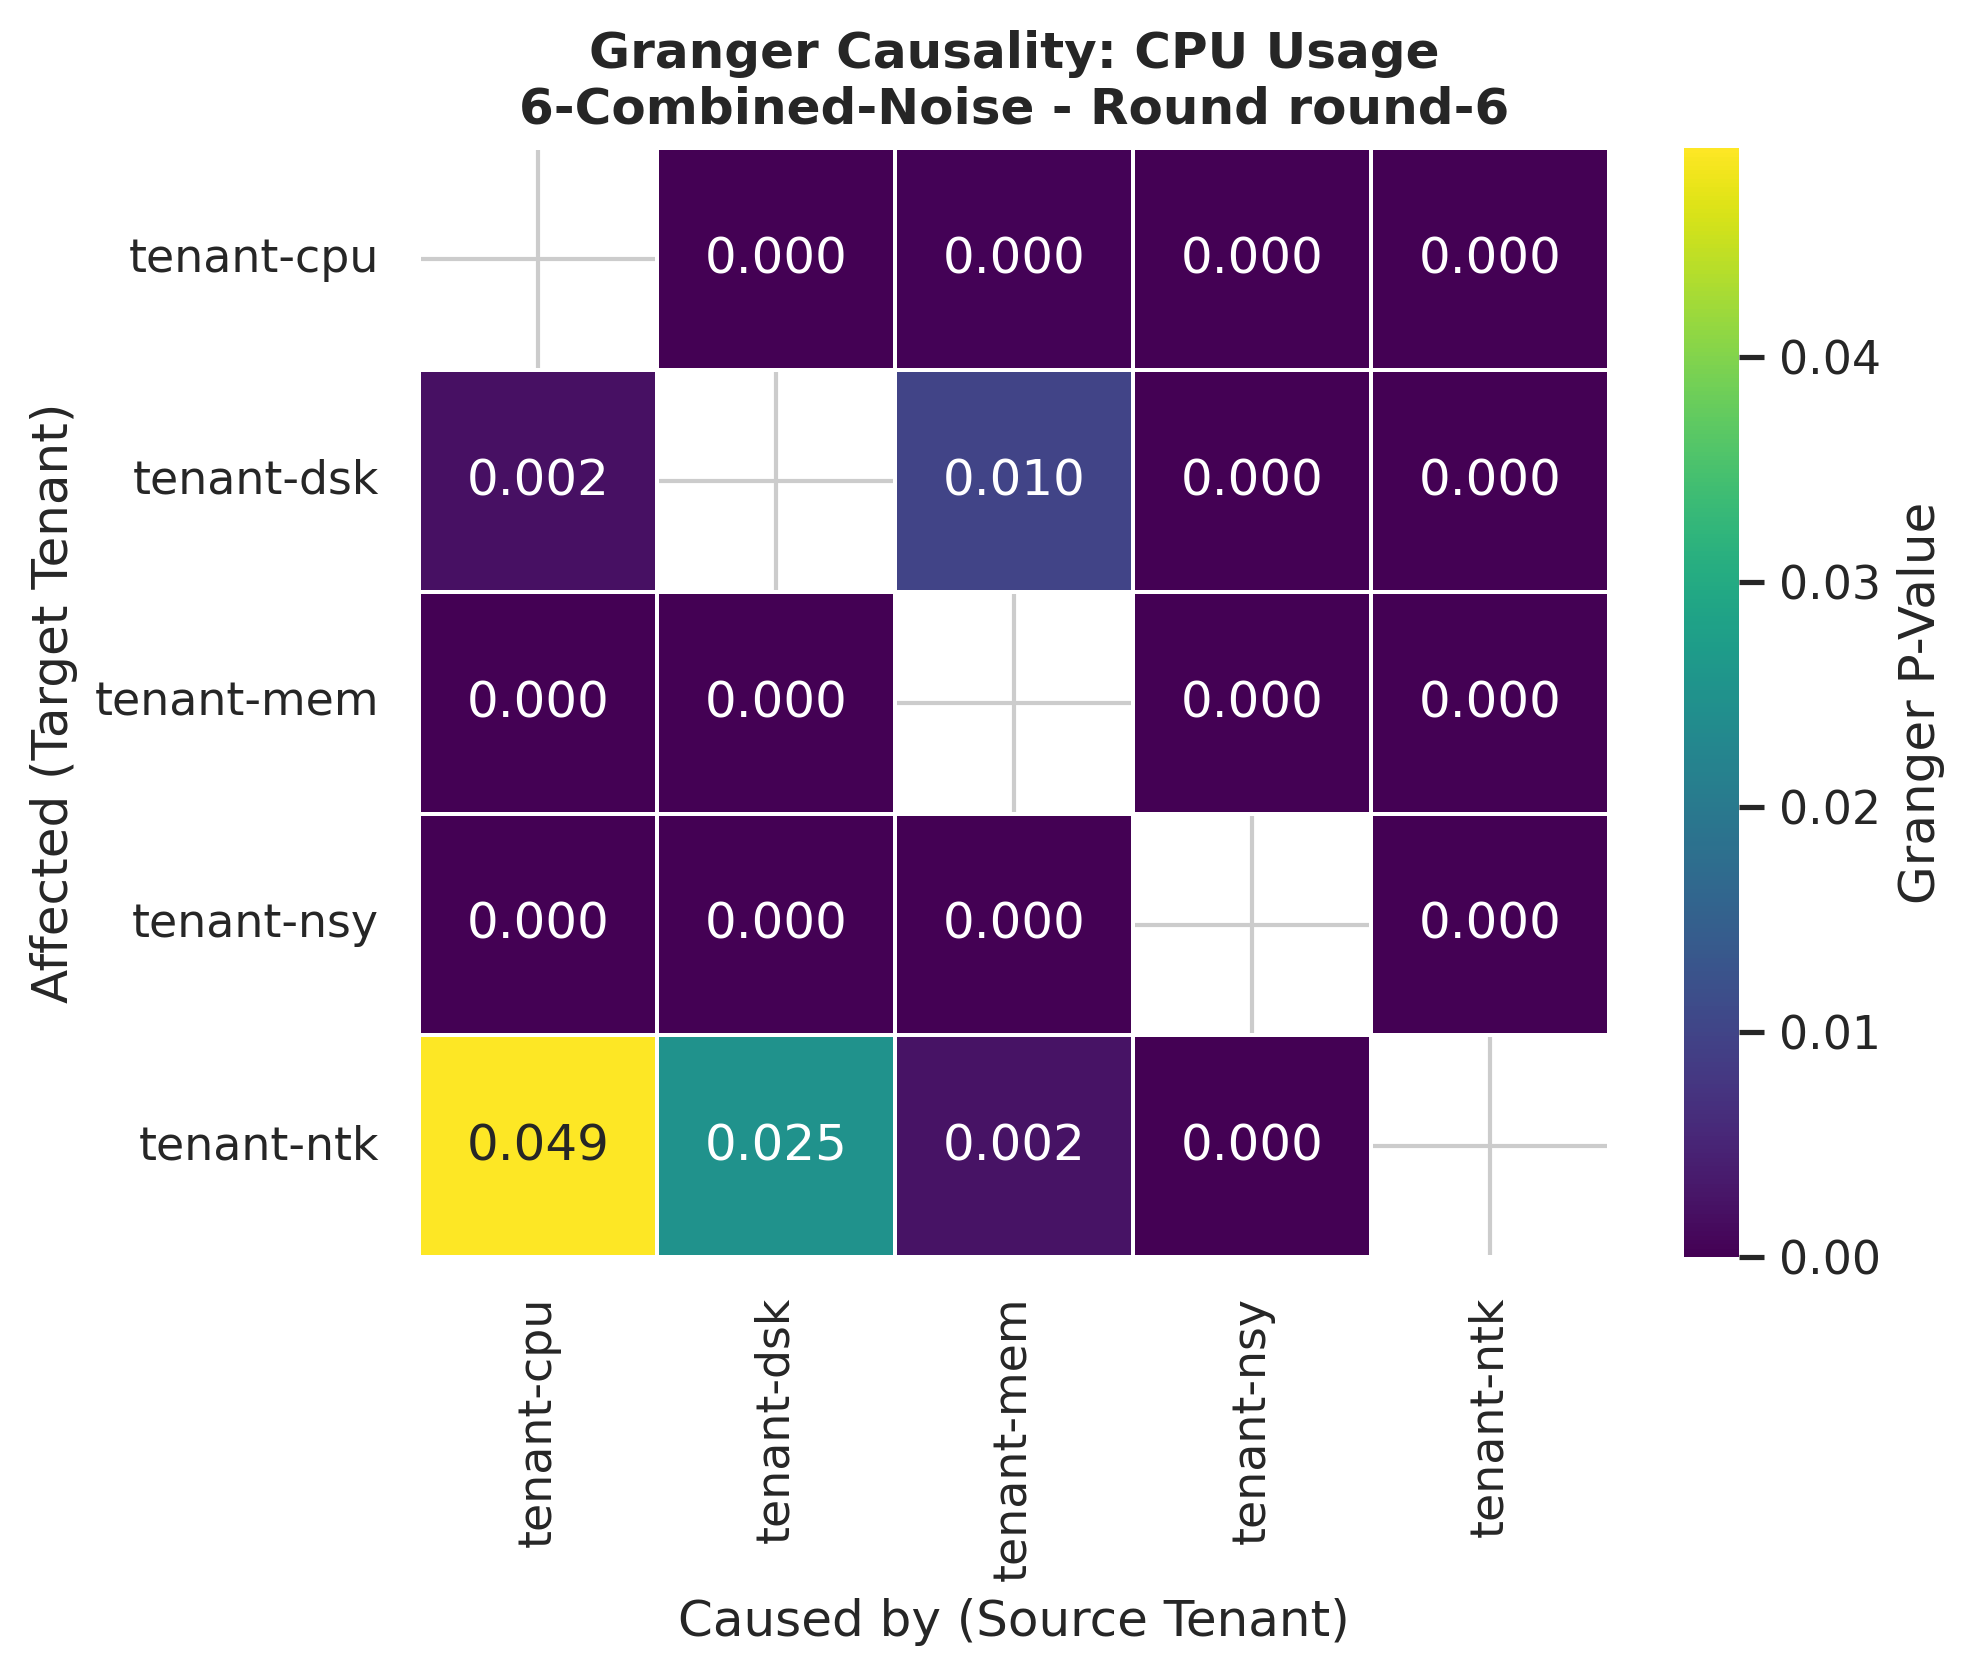 Granger Causality: CPU Usage
6-Combined-Noise - Round round-6
Affected (Target Tenant)
tenant-cpu
0.000 0.000 0.000 0.000
tenant-dsk
0.002 0.010 0.000 0.000
tenant-mem
0.000 0.000 0.000 0.000
tenant-nsy
0.000 0.000 0.000 0.000
tenant-ntk
0.049 0.025 0.002 0.000
tenant-cpu
tenant-dsk
tenant-mem
tenant-nsy
tenant-ntk
Caused by (Source Tenant)
0.04
0.03
0.02
0.01
0.00
Granger P-Value